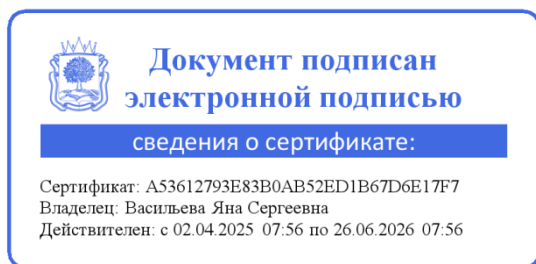 Документ подписан
электронной подписью
сведения о сертификате:
Сертификат: A53612793E83B0AB52ED1B67D6E17F7
Владелец: Васильева Яна Сергеевна
Действителен: с 02.04.2025 07:56 по 26.06.2026 07:56